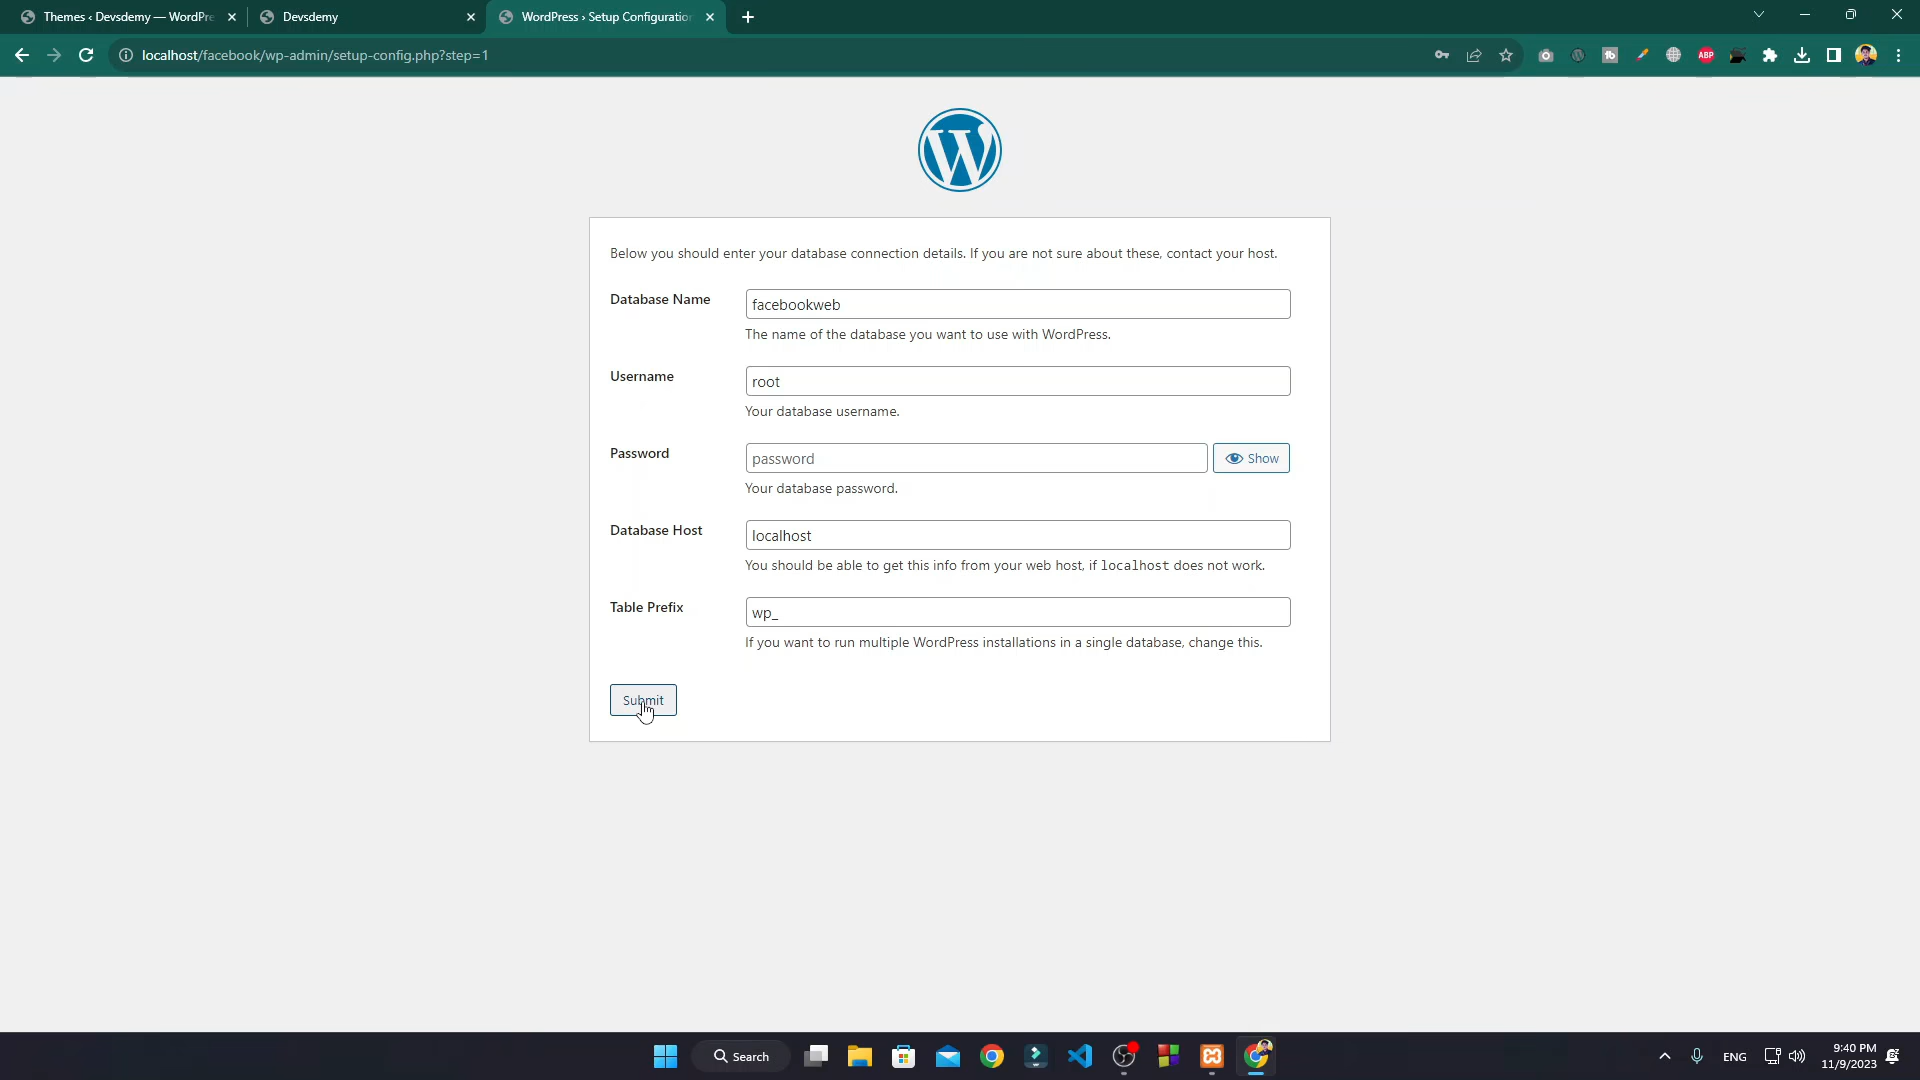 Themes ‹ Devsdemy — WordPre
Devsdemy
WordPress › Setup Configuration
localhost/facebook/wp-admin/setup-config.php?step=1
ABP
Below you should enter your database connection details. If you are not sure about these, contact your host.
Database Name
facebookweb
The name of the database you want to use with WordPress.
Username
root
Your database username.
Password
password
Show
Your database password.
Database Host
localhost
You should be able to get this info from your web host, if localhost does not work.
Table Prefix
wp_
If you want to run multiple WordPress installations in a single database, change this.
Submit
Search
ENG
9:40 PM
11/9/2023